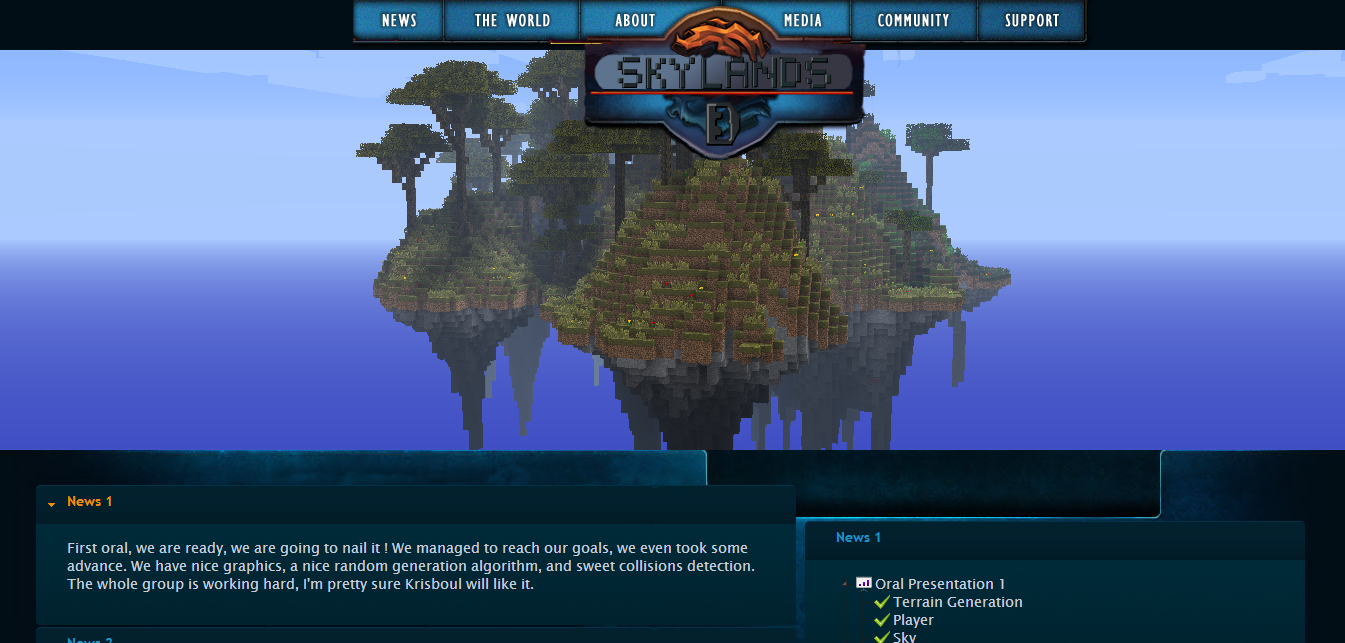 NEWS
THE WORLD
ABOUT
MEDIA
COMMUNITY
SUPPORT
SKYLANDS
News 1
First oral, we are ready, we are going to nail it ! We managed to reach our goals, we even took some
advance. We have nice graphics, a nice random generation algorithm, and sweet collisions detection.
The whole group is working hard, I'm pretty sure Krisboul will like it.
News 2
News 1
Oral Presentation 1
Terrain Generation
Player
Sky